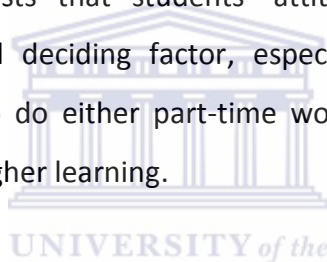 sts that students' attit
deciding factor, espec
do either part-time wo
gher learning.
UNIVERSITY of the